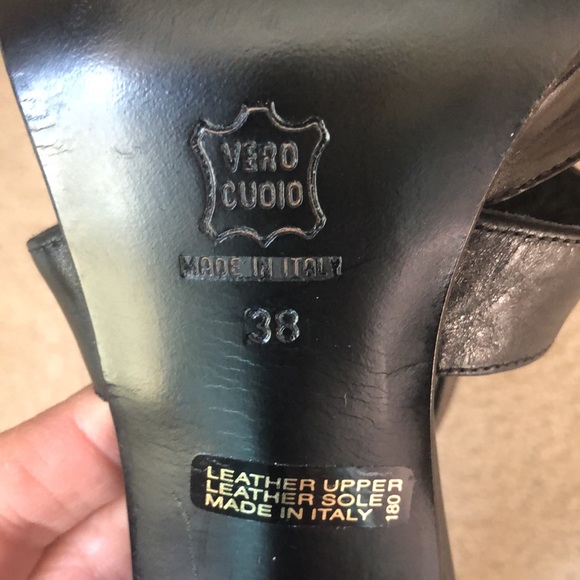 VERO
CUOIO
MADE IN ITALY
38
LEATHER UPPER
LEATHER SOLE
MADE IN ITALY
180